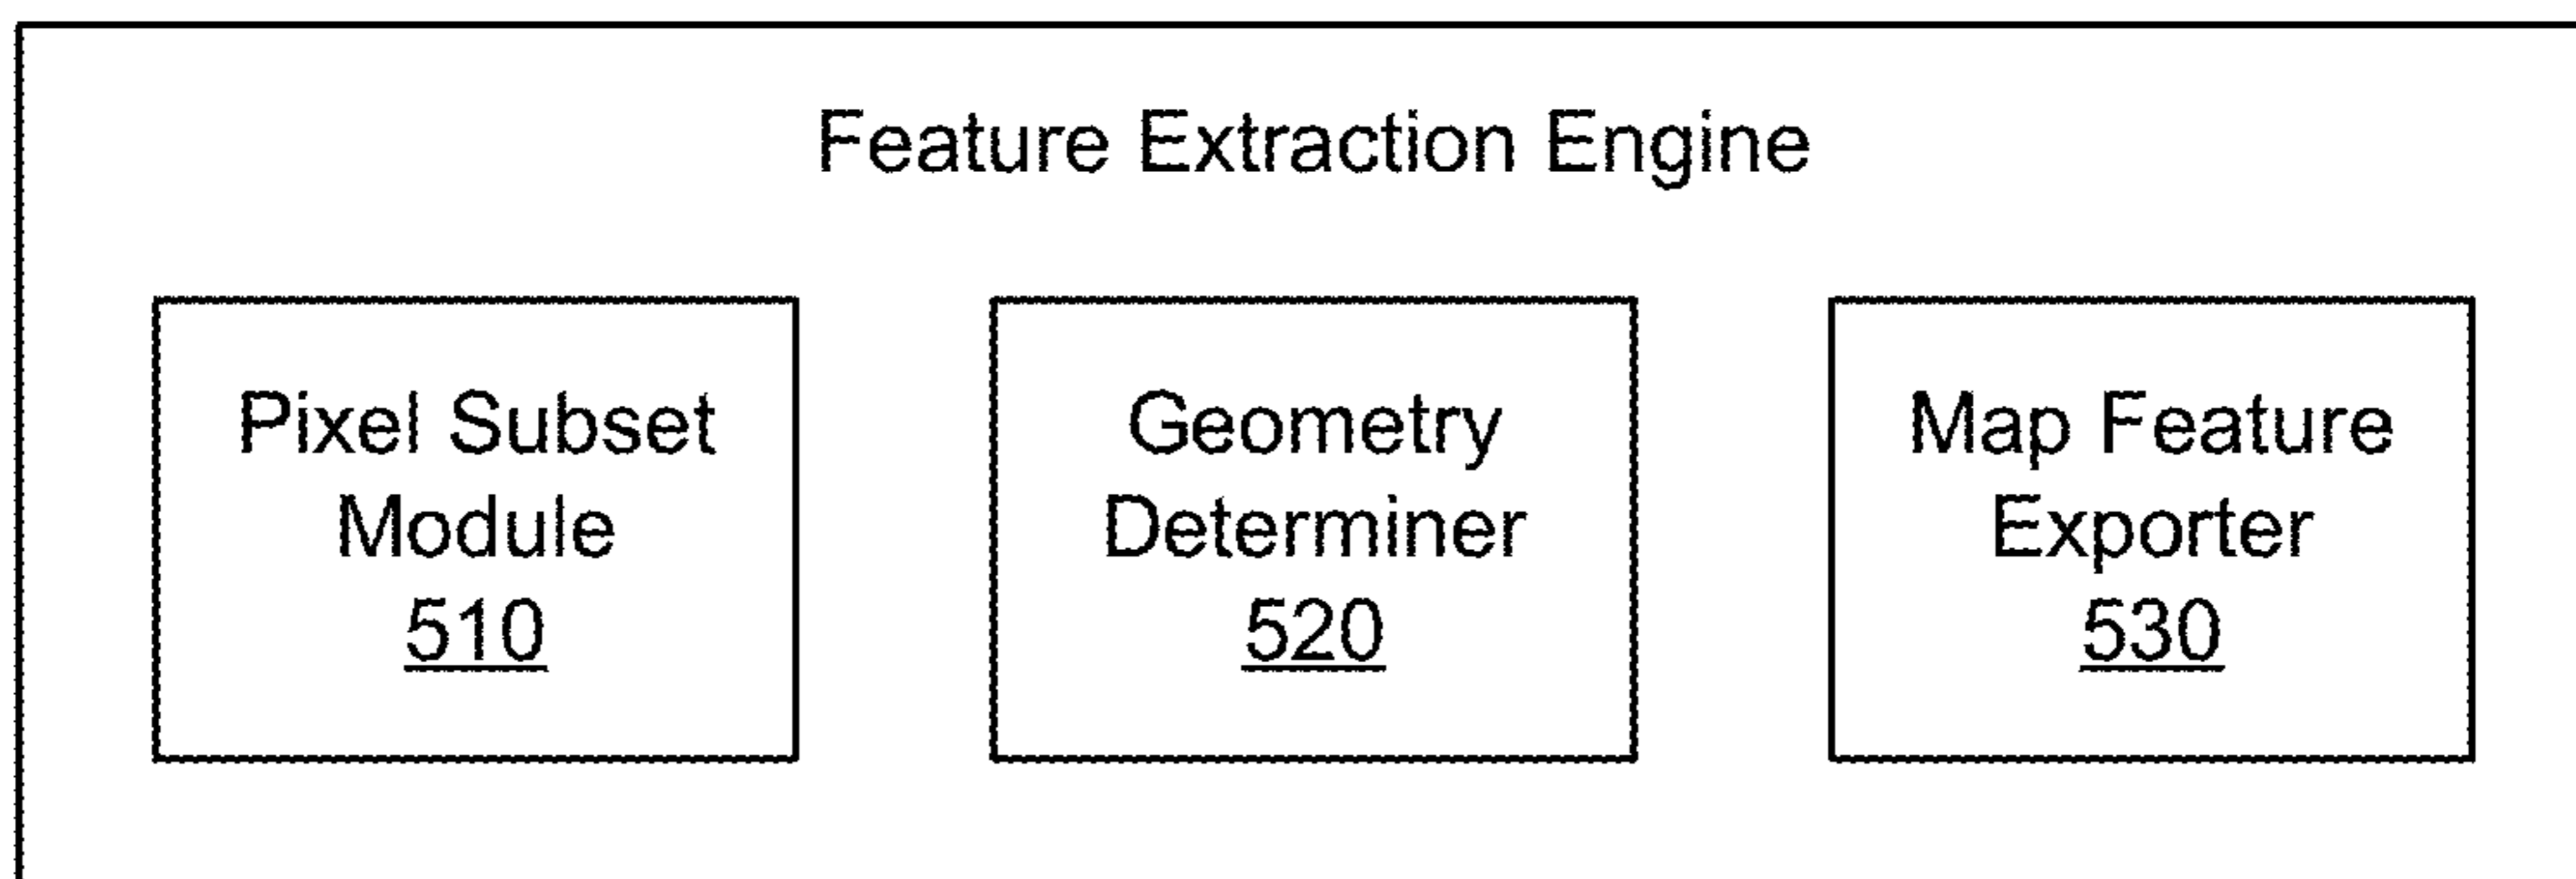 Feature Extraction Engine
Pixel Subset
Module
510
Geometry
Determiner
520
Map Feature
Exporter
530